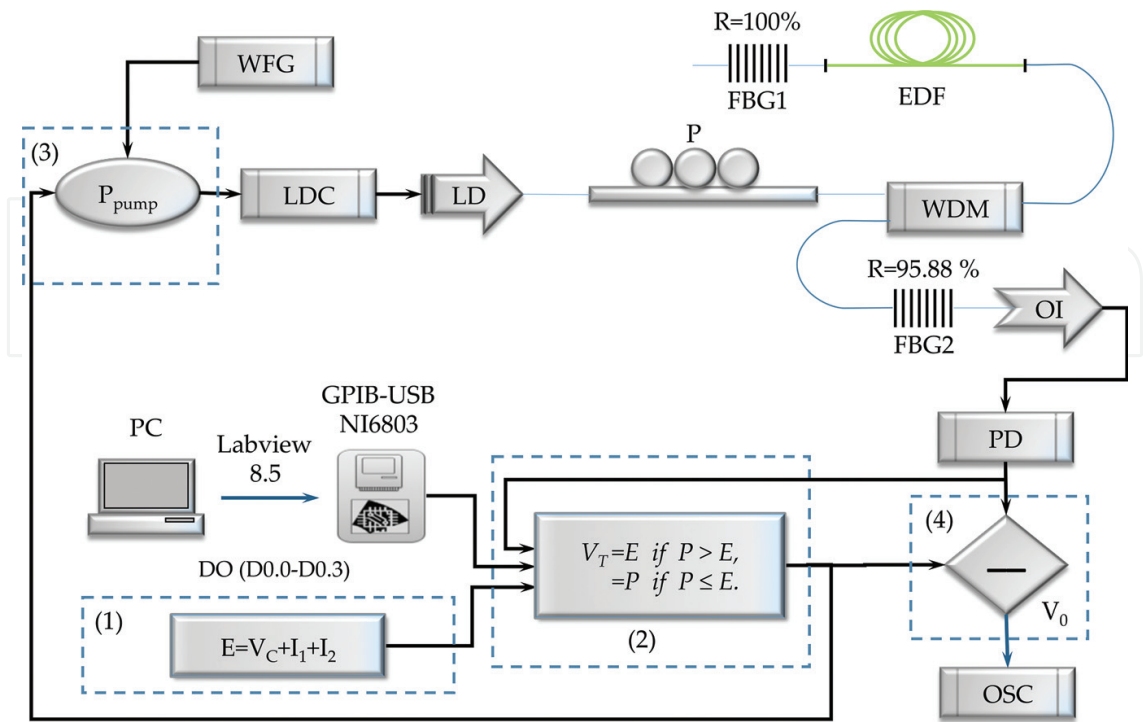 R=100%
WFG
FBG1
EDF
(3)
P
P_pump
LDC
LD
WDM
R=95.88 %
OI
FBG2
GPIB-USB
NI6803
PC
Labview
8.5
PD
(4)
V_T=E if P > E,
=P if P ≤ E.
DO (D0.0-D0.3)
(1)
V_0
E=V_C+I_1+I_2
(2)
OSC